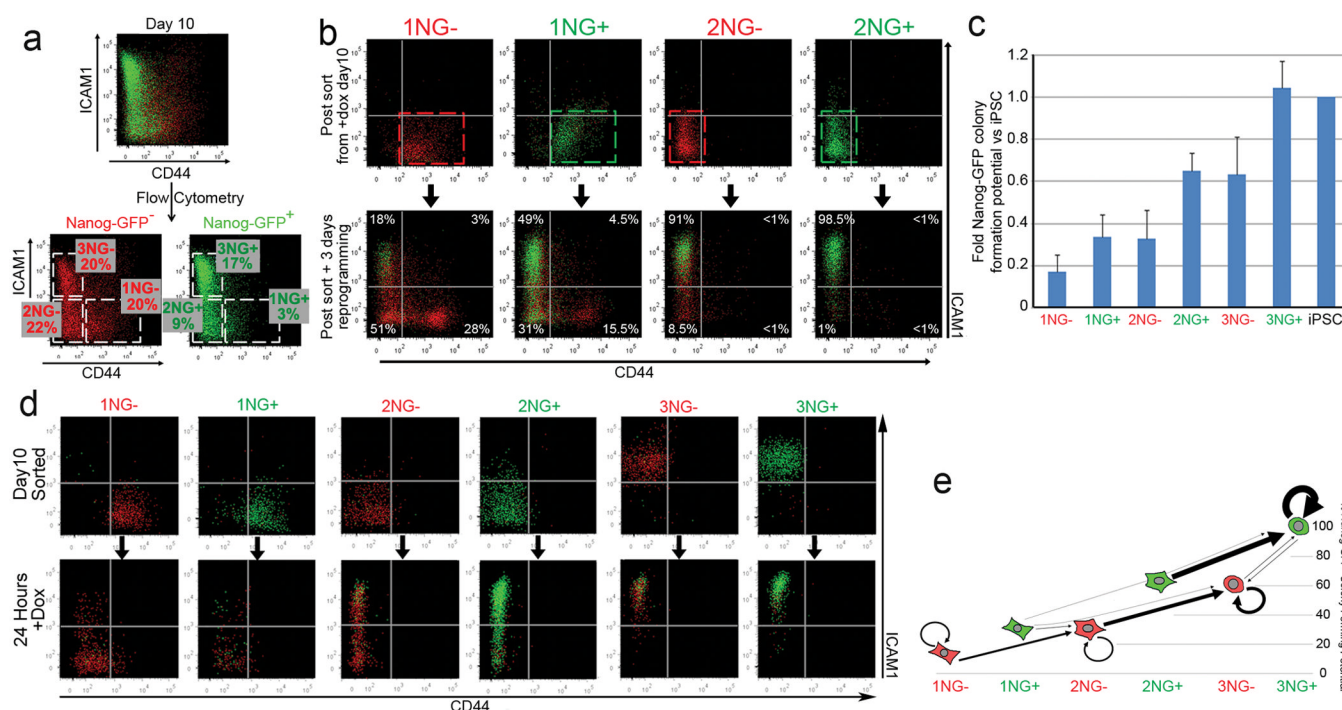 a
Day 10
ICAM1
CD44
Flow Cytometry
Nanog-GFP-
Nanog-GFP+
3NG-
20%
1NG-
20%
2NG-
22%
3NG+
17%
1NG+
3%
2NG+
9%
ICAM1
CD44
b
1NG- 1NG+ 2NG- 2NG+
Post sort
from +dox day10
Post sort + 3 days
reprogramming
18% 3% 49% 4.5% 91% <1% 98.5% <1%
51% 28% 31% 15.5% 8.5% <1% 1% <1%
ICAM1
CD44
c
Fold Nanog-GFP colony
formation potential vs iPSC
1.2
1.0
0.8
0.6
0.4
0.2
0
1NG- 1NG+ 2NG- 2NG+ 3NG- 3NG+ iPSC
d
1NG- 1NG+ 2NG- 2NG+ 3NG- 3NG+
Day10
Sorted
24 Hours
+Dox
ICAM1
CD44
e
100
80
60
40
20
0
1NG- 1NG+ 2NG- 2NG+ 3NG- 3NG+